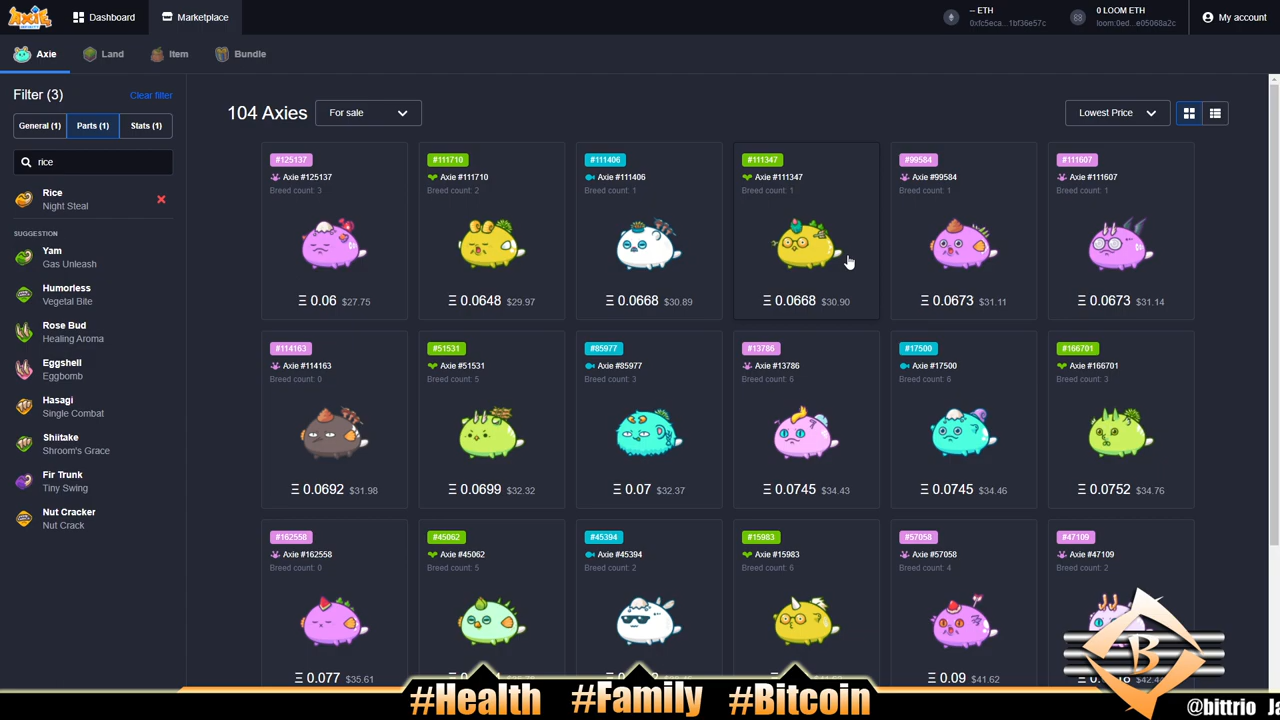 AXIE
Dashboard
Marketplace
-- ETH
0xfc5eca...1bf36e57c
0 LOOM ETH
loom:0ed...e05068a2c
My account
Axie
Land
Item
Bundle
Filter (3)
Clear filter
General (1)
Parts (1)
Stats (1)
rice
Rice
Night Steal
SUGGESTION
Yam
Gas Unleash
Humorless
Vegetal Bite
Rose Bud
Healing Aroma
Eggshell
Eggbomb
Hasagi
Single Combat
Shiitake
Shroom's Grace
Fir Trunk
Tiny Swing
Nut Cracker
Nut Crack
104 Axies
For sale
Lowest Price
#125137
Axie #125137
Breed count: 3
Ξ 0.06 $27.75
#111710
Axie #111710
Breed count: 2
Ξ 0.0648 $29.97
#111406
Axie #111406
Breed count: 1
Ξ 0.0668 $30.89
#111347
Axie #111347
Breed count: 1
Ξ 0.0668 $30.90
#99584
Axie #99584
Breed count: 1
Ξ 0.0673 $31.11
#111607
Axie #111607
Breed count: 1
Ξ 0.0673 $31.14
#114163
Axie #114163
Breed count: 0
Ξ 0.0692 $31.98
#51531
Axie #51531
Breed count: 5
Ξ 0.0699 $32.32
#85977
Axie #85977
Breed count: 3
Ξ 0.07 $32.37
#13786
Axie #13786
Breed count: 6
Ξ 0.0745 $34.43
#17500
Axie #17500
Breed count: 6
Ξ 0.0745 $34.46
#166701
Axie #166701
Breed count: 3
Ξ 0.0752 $34.76
#162558
Axie #162558
Breed count: 0
Ξ 0.077 $35.61
#45062
Axie #45062
Breed count: 5
#45394
Axie #45394
Breed count: 2
#15983
Axie #15983
Breed count: 6
#57058
Axie #57058
Breed count: 4
Ξ 0.09 $41.62
#47109
Axie #47109
Breed count: 2
B
#Health
#Family
#Bitcoin
@bittrio Ja